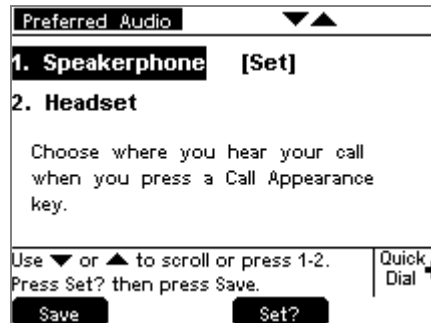 Preferred Audio ▼▲
1. Speakerphone [Set]
2. Headset
Choose where you hear your call
when you press a Call Appearance
key.
Use ▼ or ▲ to scroll or press 1-2.
Press Set? then press Save.
Quick
Dial
Save Set?